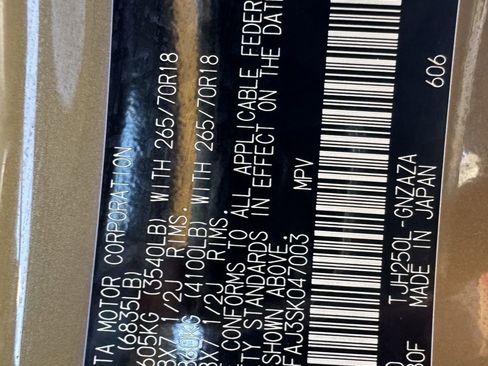 TA MOTOR CORPORATION
(6835LB)
605KG (3540LB) WITH 265/70R18
8X7 1/2J RIMS.
KG (4100LB) WITH 265/70R18
8X7 1/2J RIMS.
CONFORMS TO ALL APPLICABLE FEDER
TY STANDARDS IN EFFECT ON THE DAT
SHOWN ABOVE.
FAJ3SK047003 MPV
606
TJH250L-GNZAZA
80F MADE IN JAPAN